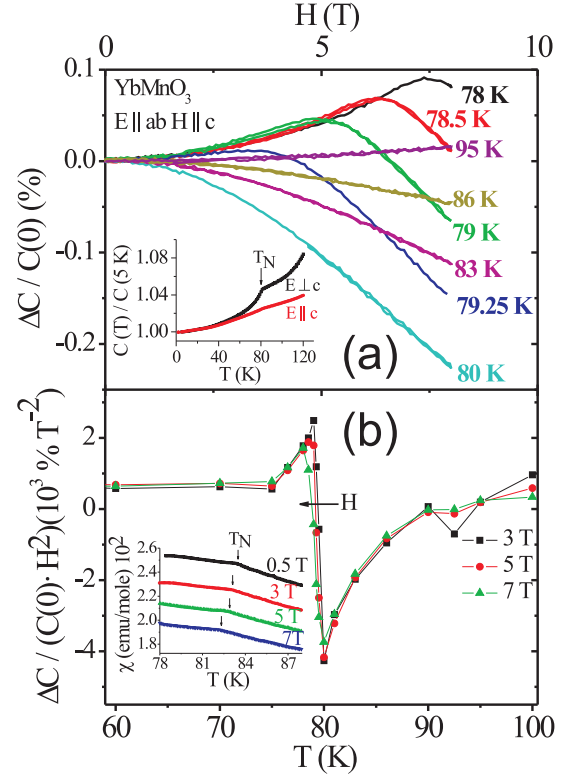 H (T)
0 5 10
YbMnO3
E || ab H || c
ΔC / C(0) (%)
0.1
0.0
-0.1
-0.2
78 K
78.5 K
95 K
86 K
79 K
83 K
79.25 K
80 K
C (T) / C (5 K)
1.08
1.04
1.00
TN
E⊥c
E || c
0 40 80 120
T (K)
(a)
(b)
ΔC / (C(0)·H²)(10³ % T⁻²)
2
0
-2
-4
H
3 T
5 T
7 T
χ (emu/mole) 10²
2.6
2.4
2.2
2.0
1.8
TN
0.5 T
3 T
5 T
7T
78 82 84 86
T (K)
60 70 80 90 100
T (K)